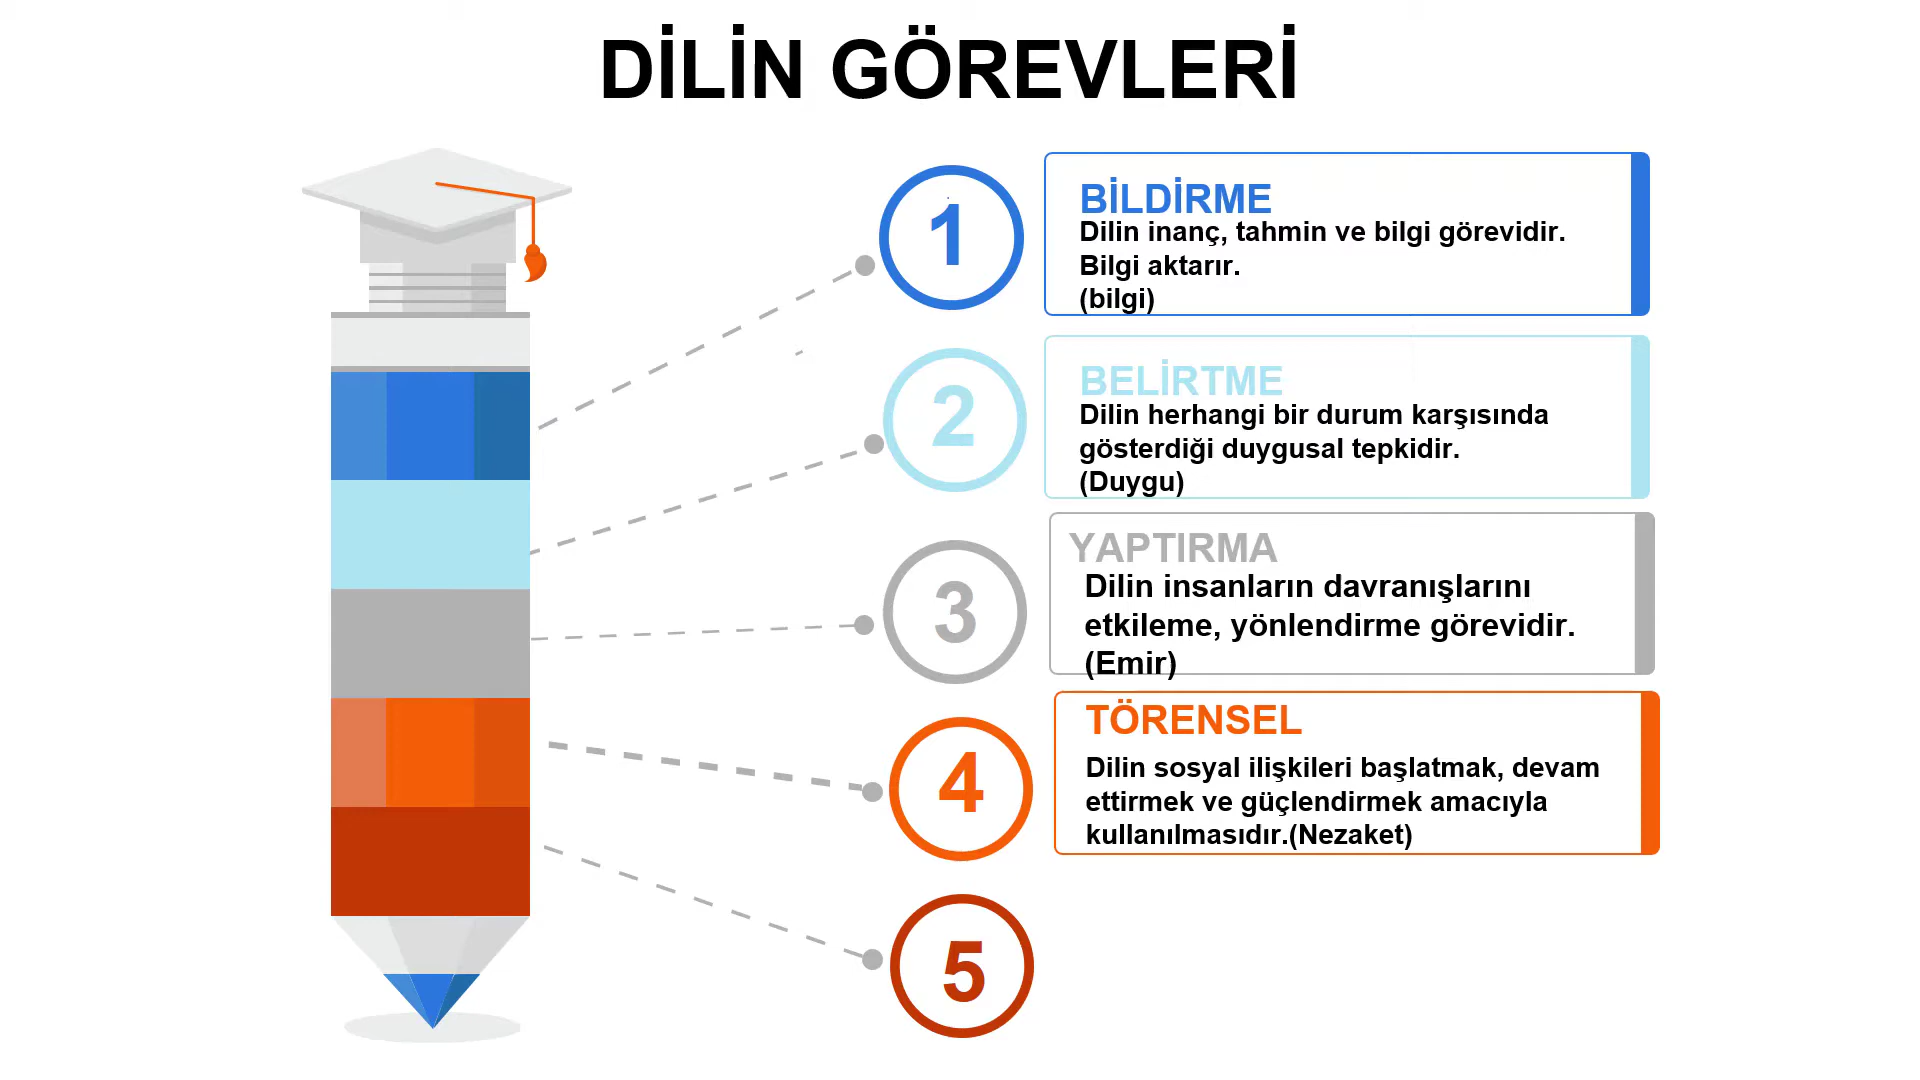 DİLİN GÖREVLERİ
1
BİLDİRME
Dilin inanç, tahmin ve bilgi görevidir.
Bilgi aktarır.
(bilgi)
2
BELİRTME
Dilin herhangi bir durum karşısında
gösterdiği duygusal tepkidir.
(Duygu)
3
YAPTIRMA
Dilin insanların davranışlarını
etkileme, yönlendirme görevidir.
(Emir)
4
TÖRENSEL
Dilin sosyal ilişkileri başlatmak, devam
ettirmek ve güçlendirmek amacıyla
kullanılmasıdır.(Nezaket)
5